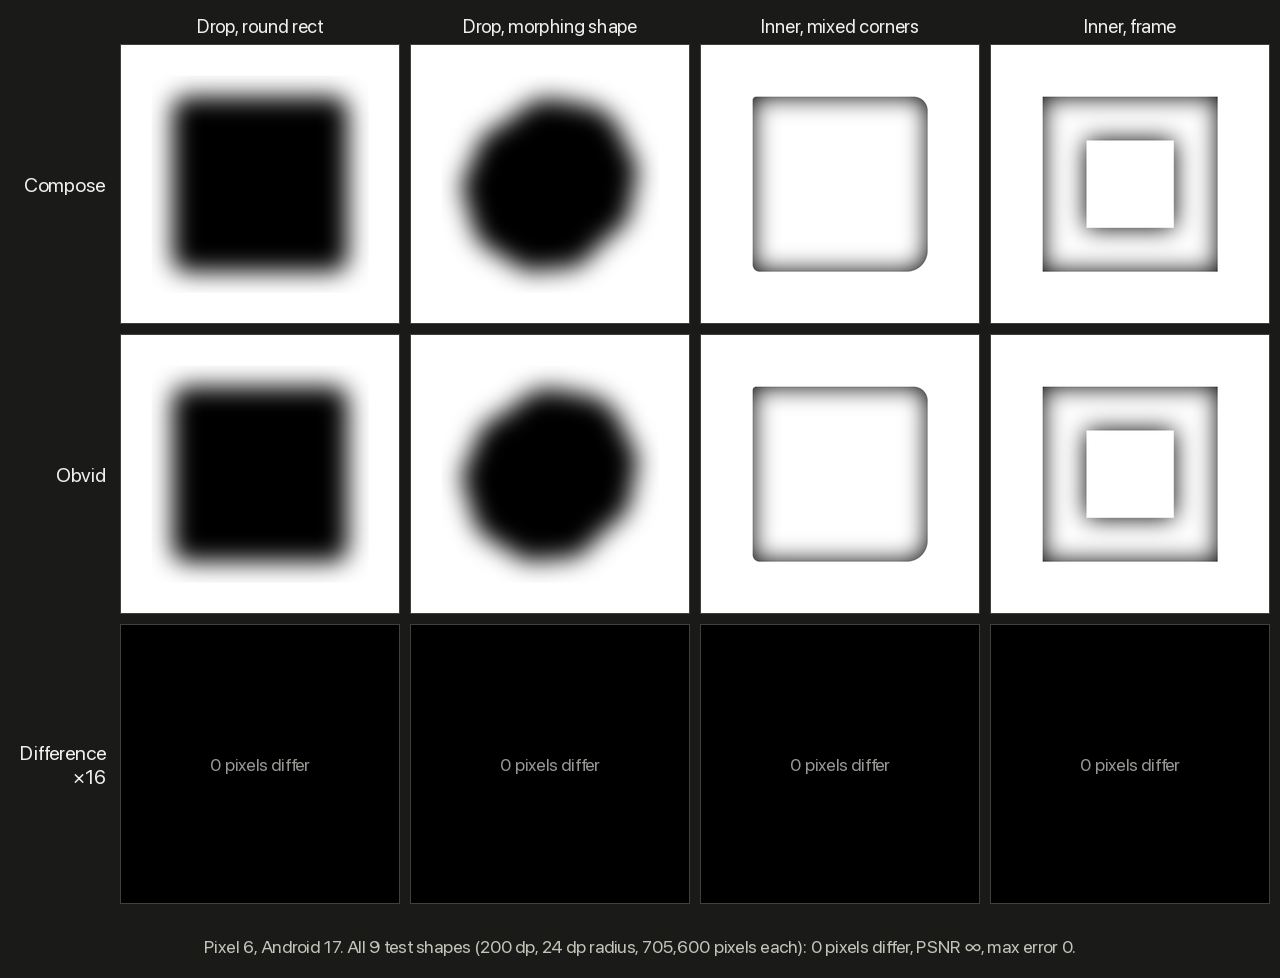 Drop, round rect
Drop, morphing shape
Inner, mixed corners
Inner, frame
Compose
Obvid
Difference
×16
0 pixels differ
0 pixels differ
0 pixels differ
0 pixels differ
Pixel 6, Android 17. All 9 test shapes (200 dp, 24 dp radius, 705,600 pixels each): 0 pixels differ, PSNR ∞, max error 0.